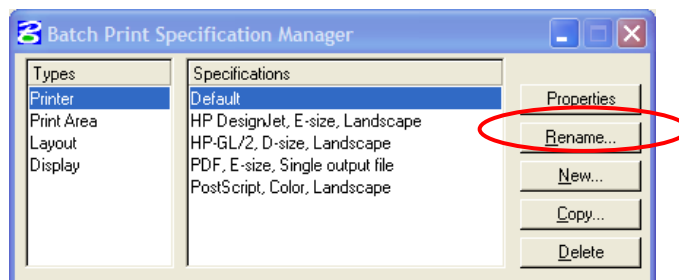 Batch Print Specification Manager
Types
Printer
Print Area
Layout
Display
Specifications
Default
HP DesignJet, E-size, Landscape
HP-GL/2, D-size, Landscape
PDF, E-size, Single output file
PostScript, Color, Landscape
Properties
Rename...
New...
Copy...
Delete